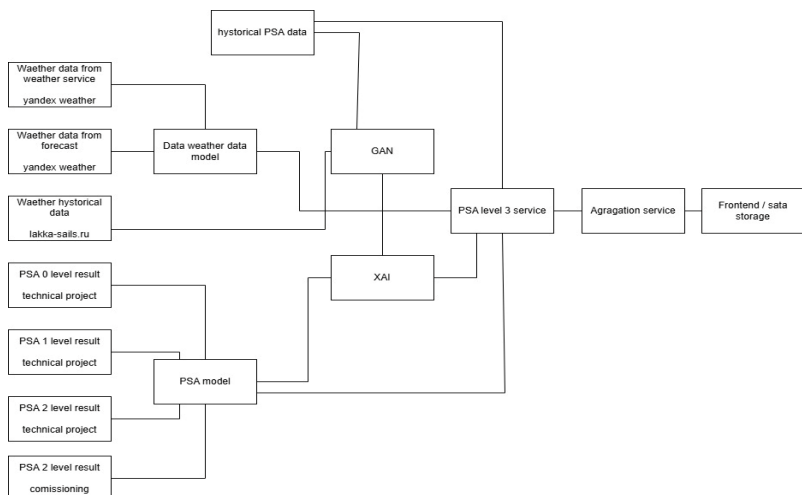 hystorical PSA data
Waether data from
weather service
yandex weather
Waether data from
forecast
yandex weather
Data weather data
model
GAN
Waether hystorical
data
lakka-sails.ru
PSA level 3 service
Agragation service
Frontend / sata
storage
PSA 0 level result
technical project
XAI
PSA 1 level result
technical project
PSA model
PSA 2 level result
technical project
PSA 2 level result
comissioning